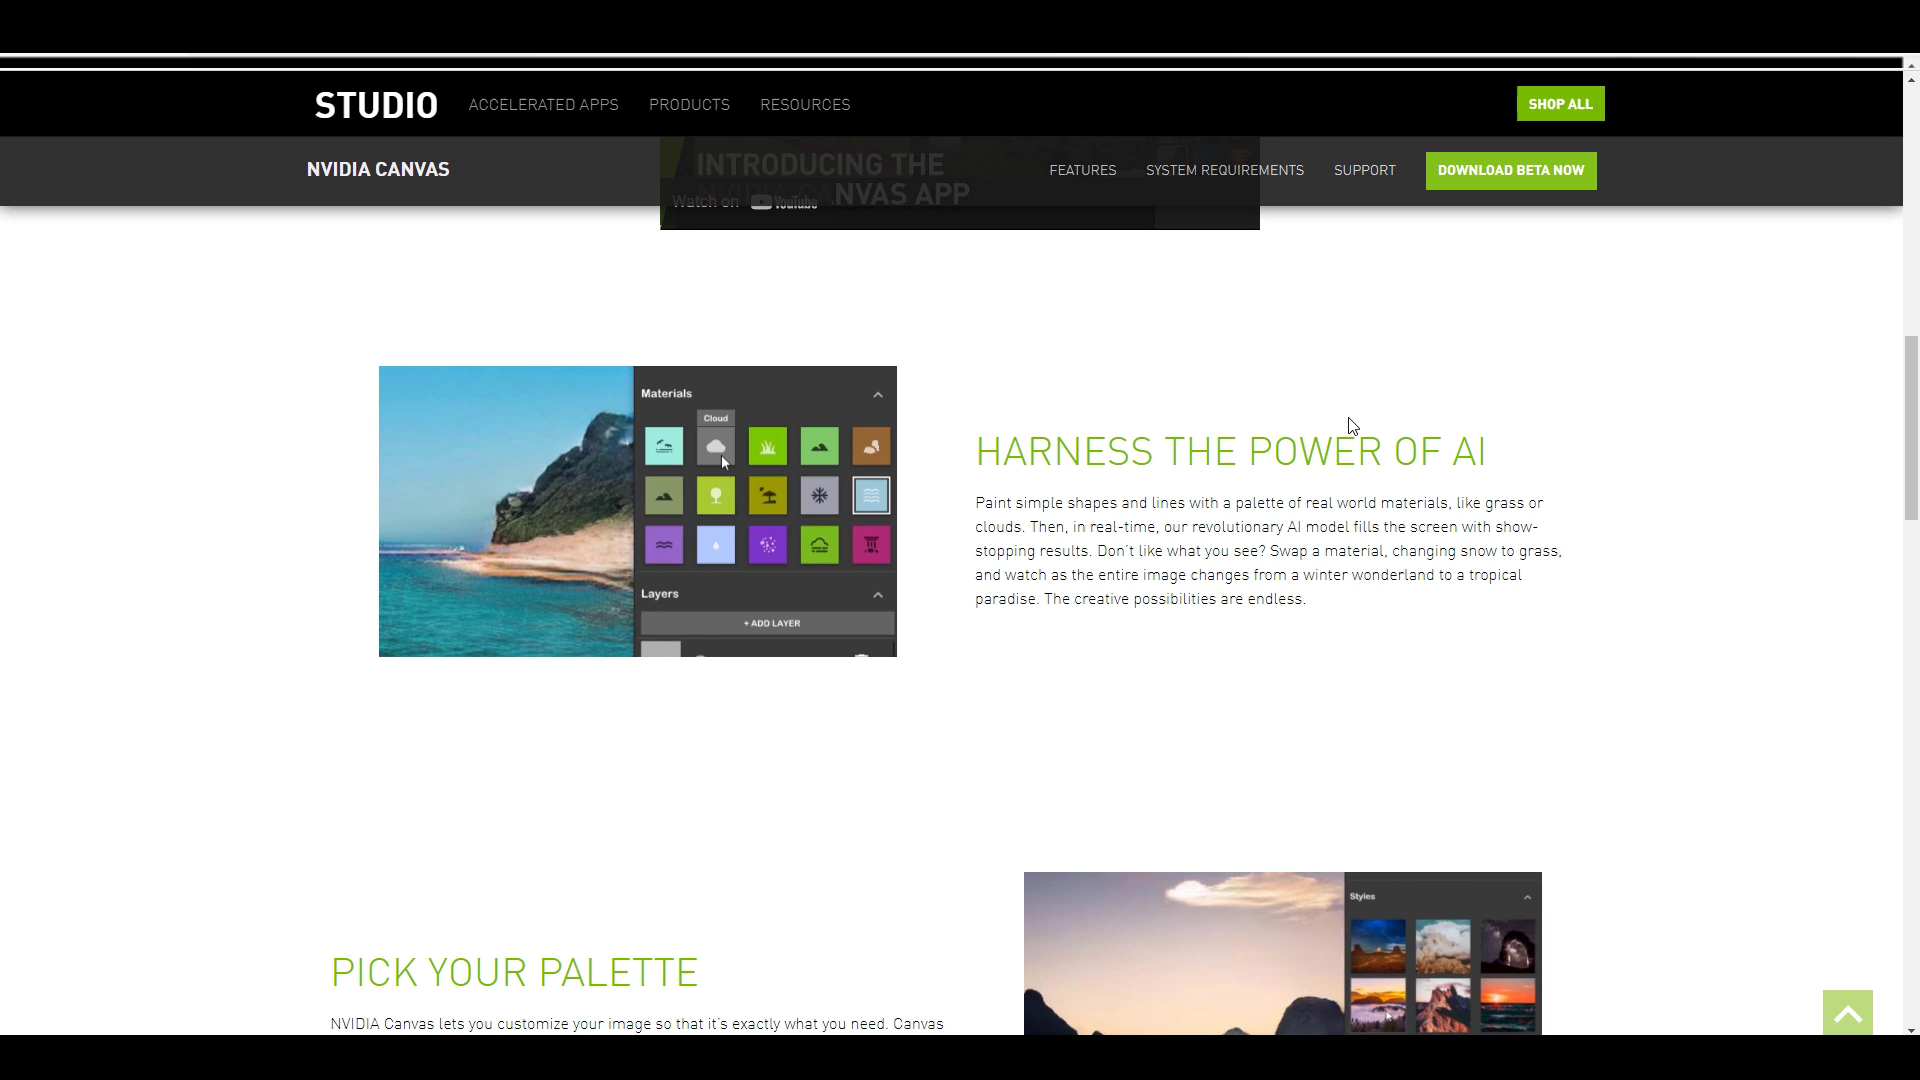 STUDIO ACCELERATED APPS PRODUCTS RESOURCES SHOP ALL
NVIDIA CANVAS FEATURES SYSTEM REQUIREMENTS SUPPORT DOWNLOAD BETA NOW
INTRODUCING THE
NVIDIA CANVAS APP
Watch on YouTube
Materials
Cloud
Layers
+ ADD LAYER
HARNESS THE POWER OF AI
Paint simple shapes and lines with a palette of real world materials, like grass or
clouds. Then, in real-time, our revolutionary AI model fills the screen with show-
stopping results. Don't like what you see? Swap a material, changing snow to grass,
and watch as the entire image changes from a winter wonderland to a tropical
paradise. The creative possibilities are endless.
PICK YOUR PALETTE
NVIDIA Canvas lets you customize your image so that it's exactly what you need. Canvas
Styles